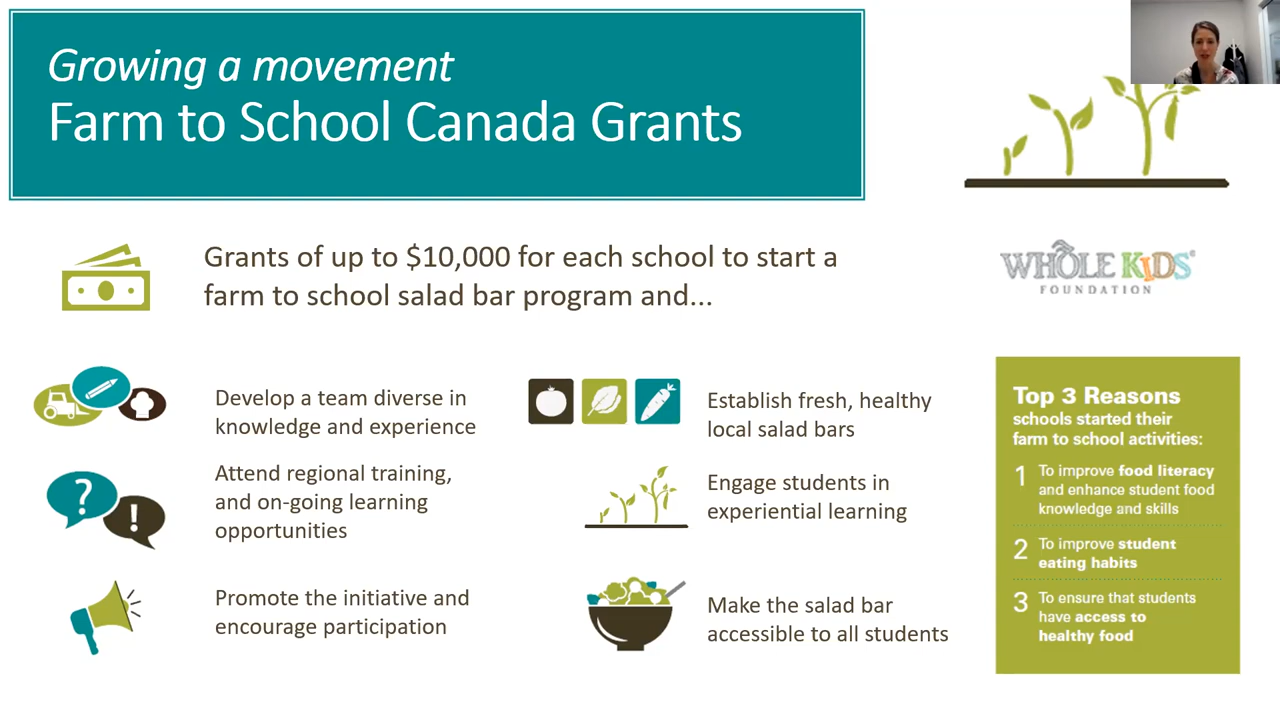 Growing a movement
Farm to School Canada Grants
Grants of up to $10,000 for each school to start a
farm to school salad bar program and...
WHOLE KIDS®
FOUNDATION
Develop a team diverse in
knowledge and experience
Attend regional training,
and on-going learning
opportunities
Promote the initiative and
encourage participation
? !
Establish fresh, healthy
local salad bars
Engage students in
experiential learning
Make the salad bar
accessible to all students
Top 3 Reasons
schools started their
farm to school activities:
1 To improve food literacy
and enhance student food
knowledge and skills
2 To improve student
eating habits
3 To ensure that students
have access to
healthy food